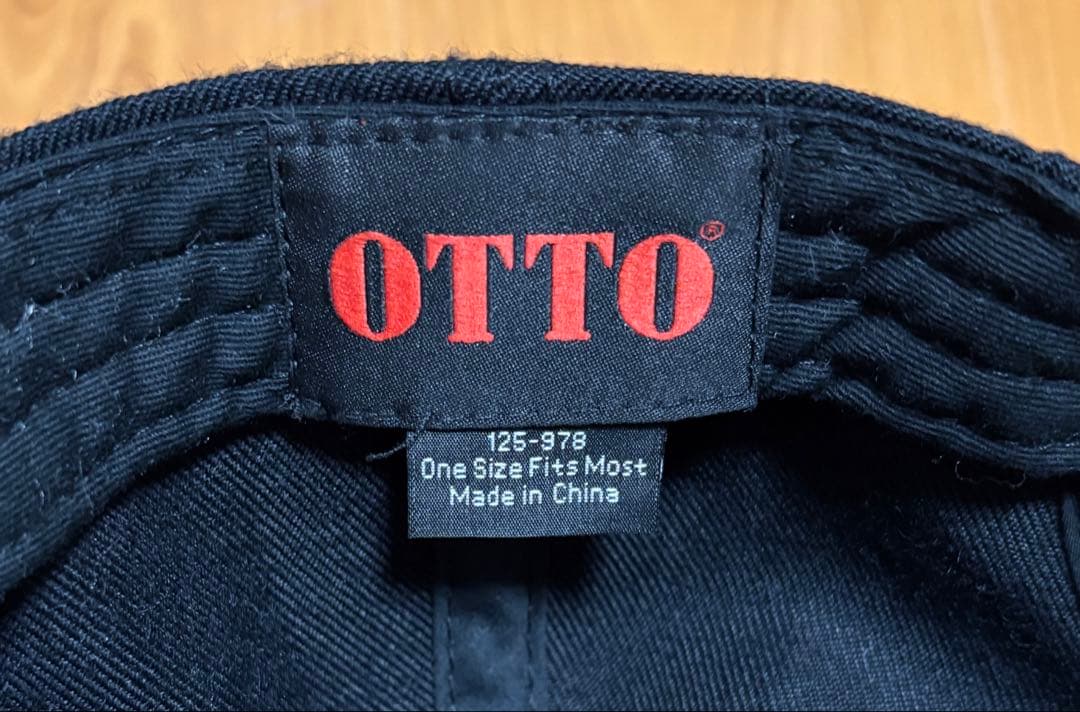 OTTO®
125-978
One Size Fits Most
Made in China